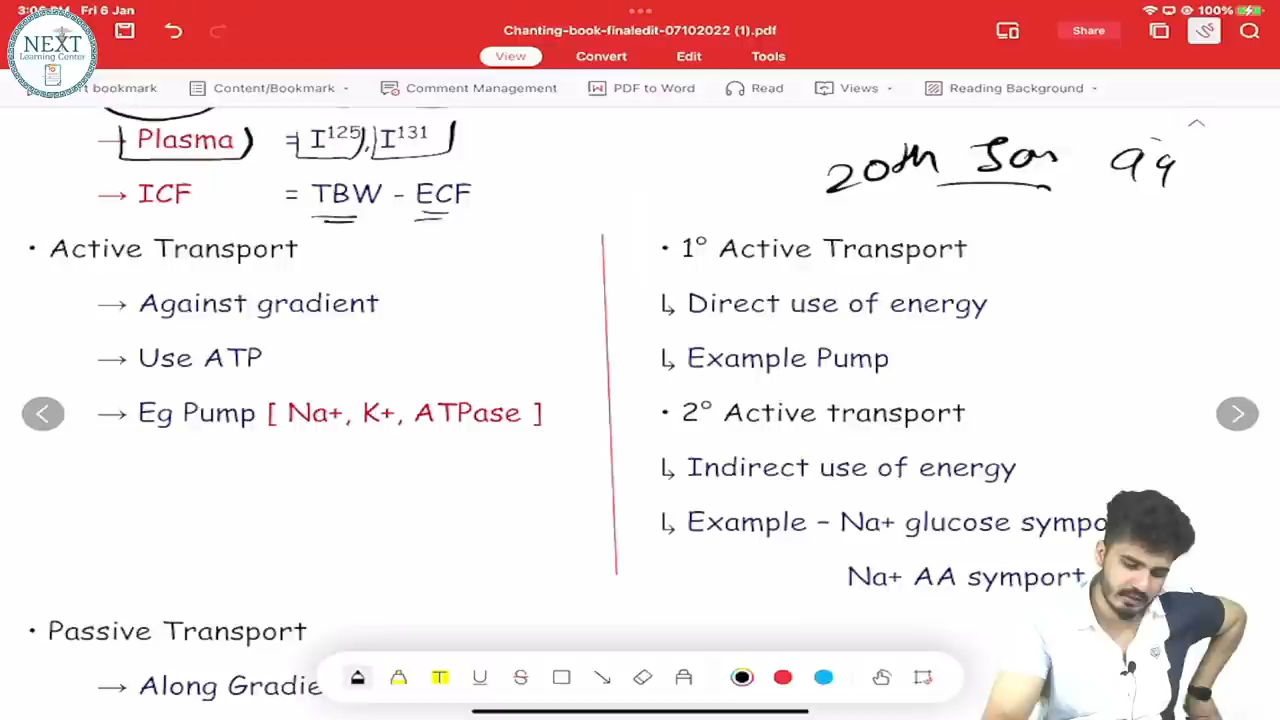 3:06 PM Fri 6 Jan
100%
NEXT
Learning Center
Chanting-book-finaledit-07102022 (1).pdf
Share
View Convert Edit Tools
bookmark Content/Bookmark Comment Management PDF to Word Read Views Reading Background
→ Plasma = I¹²⁵, I¹³¹
20th Jan
→ ICF = TBW - ECF
• Active Transport
→ Against gradient
→ Use ATP
→ Eg Pump [ Na+, K+, ATPase ]
• 1° Active Transport
↳ Direct use of energy
↳ Example Pump
• 2° Active transport
↳ Indirect use of energy
↳ Example – Na+ glucose sympo
Na+ AA symport
• Passive Transport
→ Along Gradie